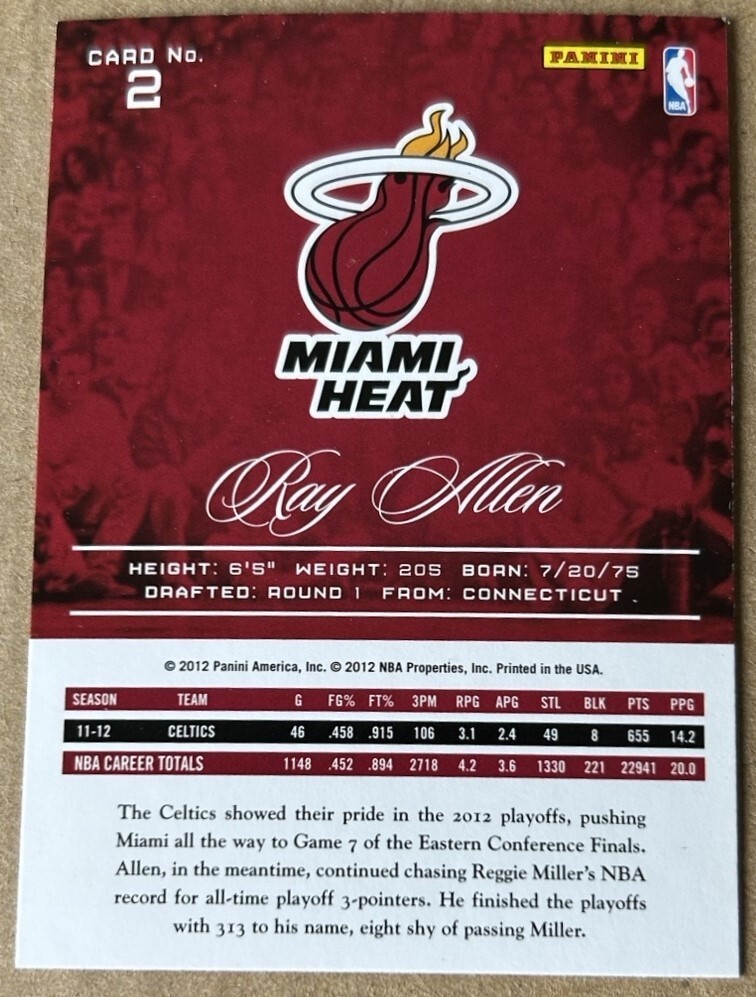 CARD No.
2
PANINI
NBA
MIAMI
HEAT
Ray Allen
HEIGHT: 6'5" WEIGHT: 205 BORN: 7/20/75
DRAFTED: ROUND 1 FROM: CONNECTICUT
© 2012 Panini America, Inc. © 2012 NBA Properties, Inc. Printed in the USA.
SEASON TEAM G FG% FT% 3PM RPG APG STL BLK PTS PPG
11-12 CELTICS 46 .458 .915 106 3.1 2.4 49 8 655 14.2
NBA CAREER TOTALS 1148 .452 .894 2718 4.2 3.6 1330 221 22941 20.0
The Celtics showed their pride in the 2012 playoffs, pushing
Miami all the way to Game 7 of the Eastern Conference Finals.
Allen, in the meantime, continued chasing Reggie Miller's NBA
record for all-time playoff 3-pointers. He finished the playoffs
with 313 to his name, eight shy of passing Miller.